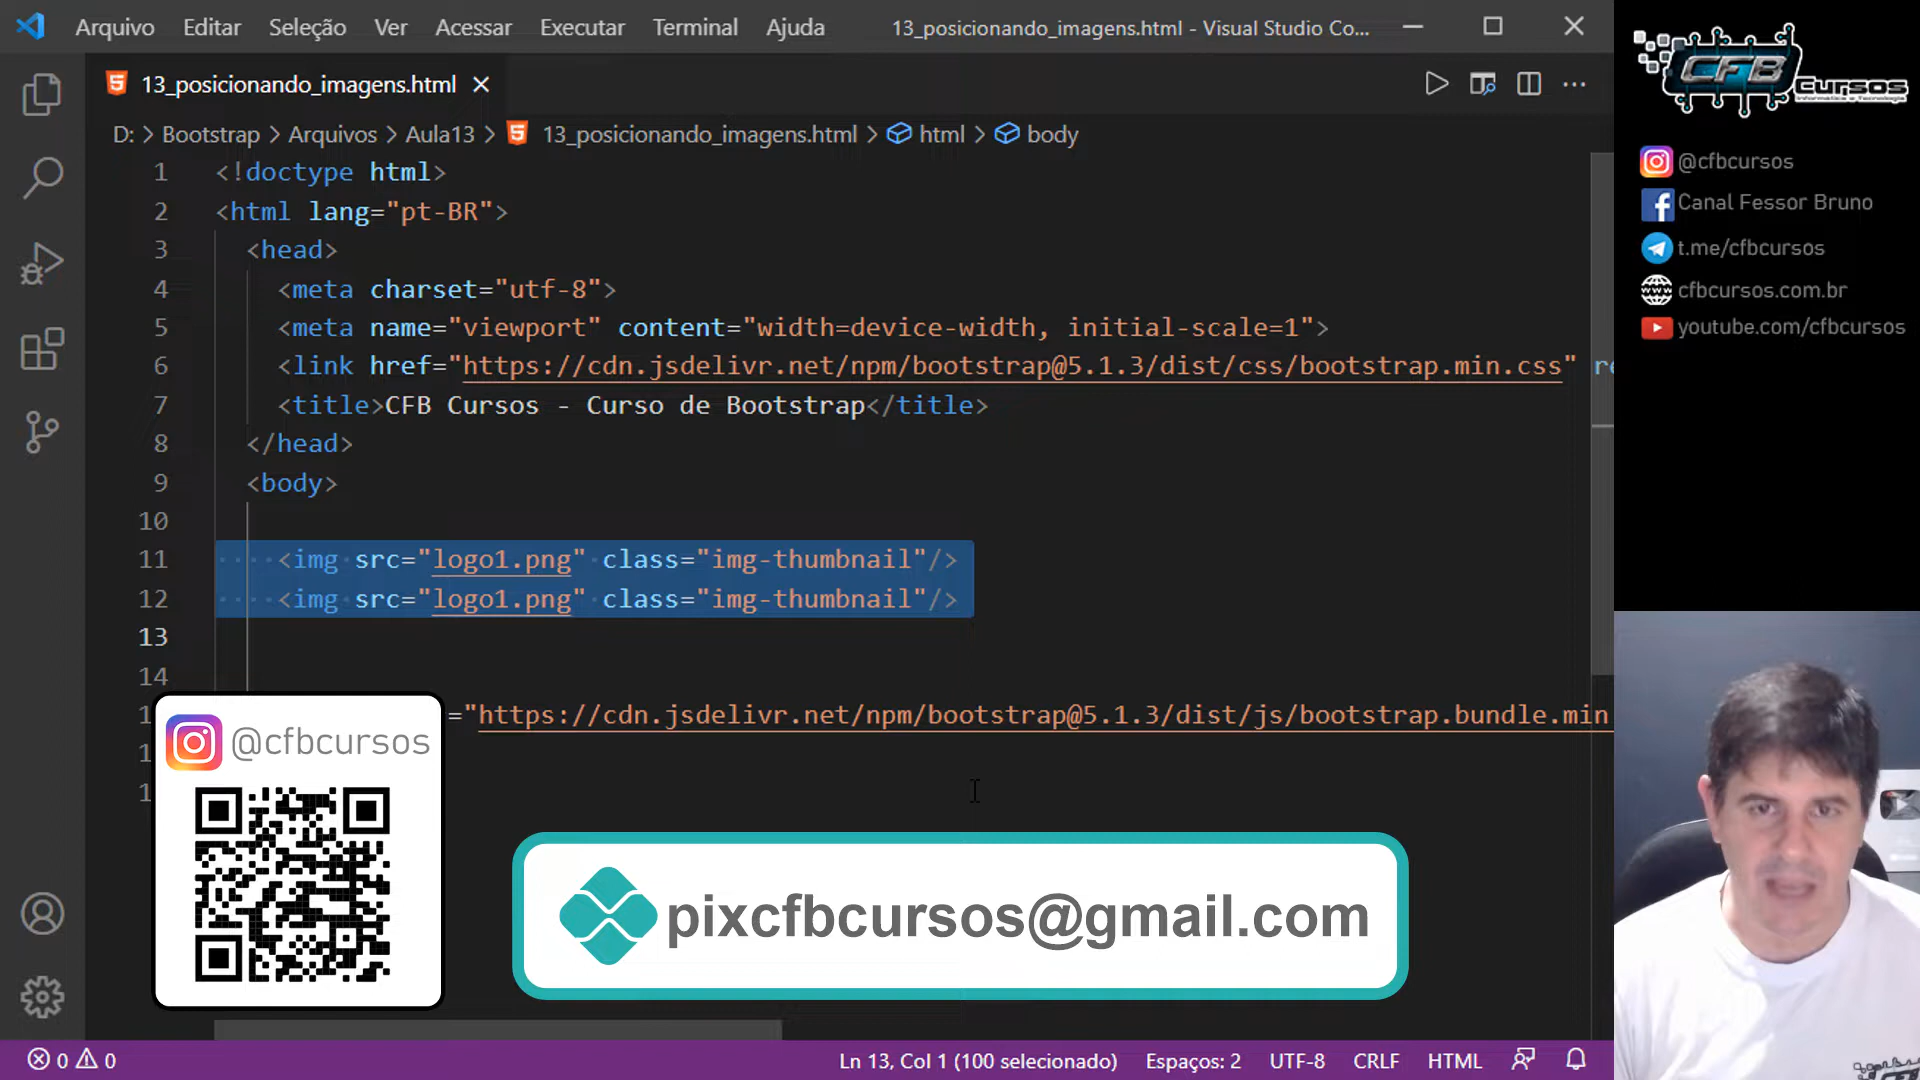 Arquivo Editar Seleção Ver Acessar Executar Terminal Ajuda 13_posicionando_imagens.html - Visual Studio Co...
13_posicionando_imagens.html
D: > Bootstrap > Arquivos > Aula13 > 13_posicionando_imagens.html > html > body
1 <!doctype html>
2 <html lang="pt-BR">
3 <head>
4 <meta charset="utf-8">
5 <meta name="viewport" content="width=device-width, initial-scale=1">
6 <link href="https://cdn.jsdelivr.net/npm/bootstrap@5.1.3/dist/css/bootstrap.min.css" re
7 <title>CFB Cursos - Curso de Bootstrap</title>
8 </head>
9 <body>
10
11 <img src="logo1.png" class="img-thumbnail"/>
12 <img src="logo1.png" class="img-thumbnail"/>
13
14
1 ="https://cdn.jsdelivr.net/npm/bootstrap@5.1.3/dist/js/bootstrap.bundle.min
1
1
@cfbcursos
pixcfbcursos@gmail.com
0 0 Ln 13, Col 1 (100 selecionado) Espaços: 2 UTF-8 CRLF HTML
CFB
Cursos
@cfbcursos
Canal Fessor Bruno
t.me/cfbcursos
cfbcursos.com.br
youtube.com/cfbcursos